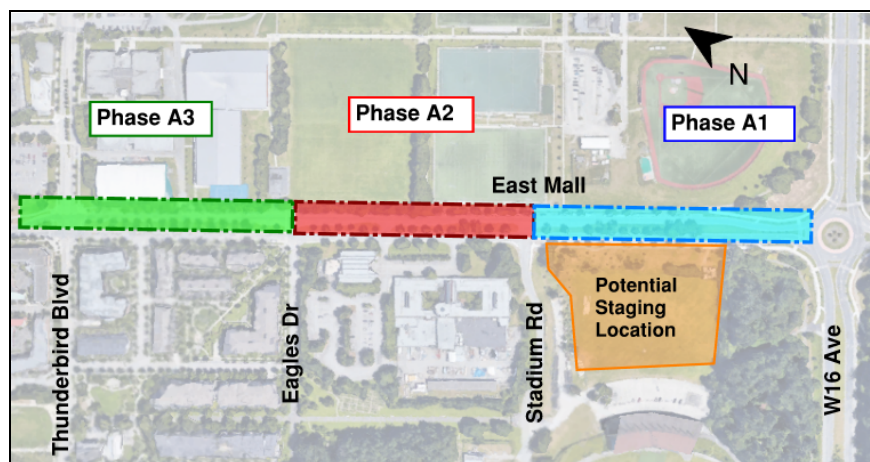 N
Phase A3
Phase A2
Phase A1
East Mall
Potential
Staging
Location
Thunderbird Blvd
Eagles Dr
Stadium Rd
W16 Ave